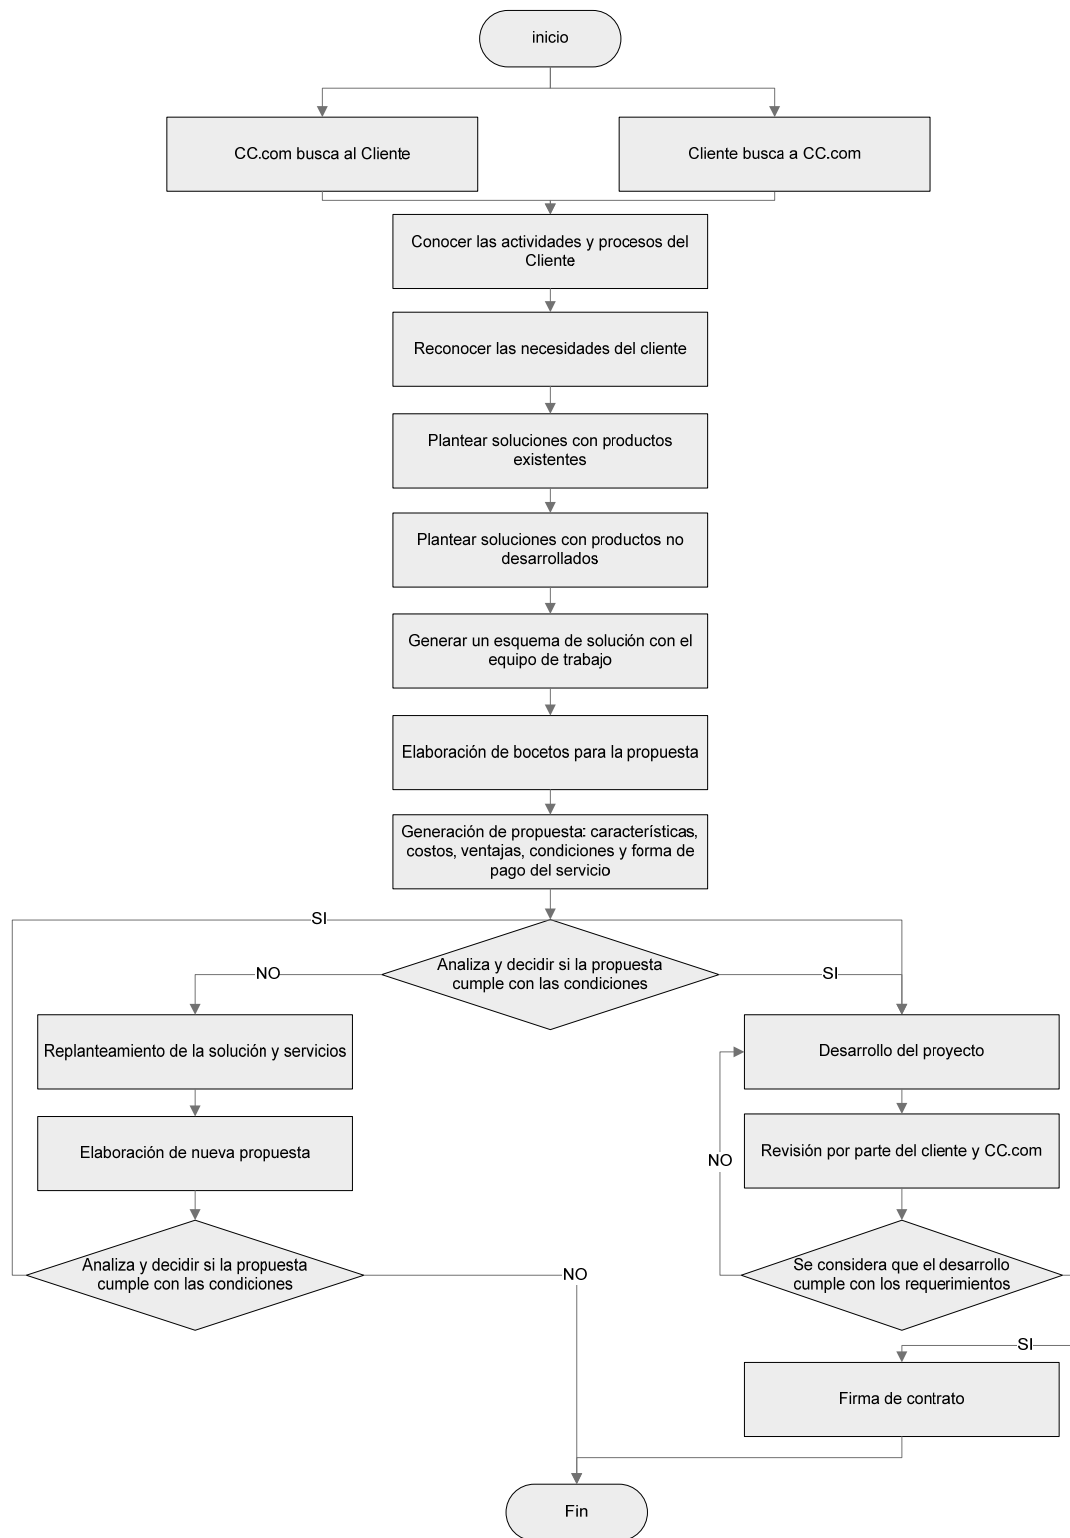 inicio
CC.com busca al Cliente
Cliente busca a CC.com
Conocer las actividades y procesos del
Cliente
Reconocer las necesidades del cliente
Plantear soluciones con productos
existentes
Plantear soluciones con productos no
desarrollados
Generar un esquema de solución con el
equipo de trabajo
Elaboración de bocetos para la propuesta
Generación de propuesta: características,
costos, ventajas, condiciones y forma de
pago del servicio
SI
Analiza y decidir si la propuesta
cumple con las condiciones
NO
SI
Replanteamiento de la solución y servicios
Desarrollo del proyecto
Elaboración de nueva propuesta
Revisión por parte del cliente y CC.com
NO
Analiza y decidir si la propuesta
cumple con las condiciones
NO
Se considera que el desarrollo
cumple con los requerimientos
SI
Firma de contrato
Fin